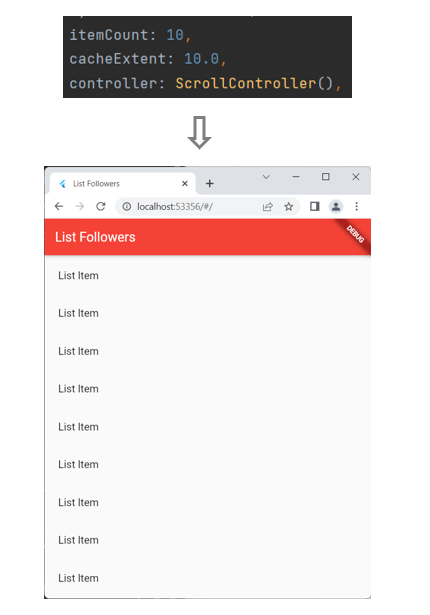 itemCount: 10,
cacheExtent: 10.0,
controller: ScrollController(),
List Followers
localhost:53356/#/
List Followers
DEBUG
List Item
List Item
List Item
List Item
List Item
List Item
List Item
List Item
List Item